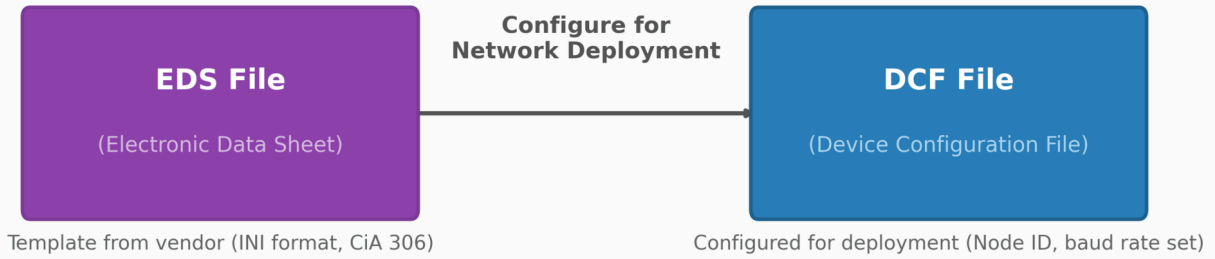 Configure for
Network Deployment
EDS File
(Electronic Data Sheet)
DCF File
(Device Configuration File)
Template from vendor (INI format, CiA 306)
Configured for deployment (Node ID, baud rate set)